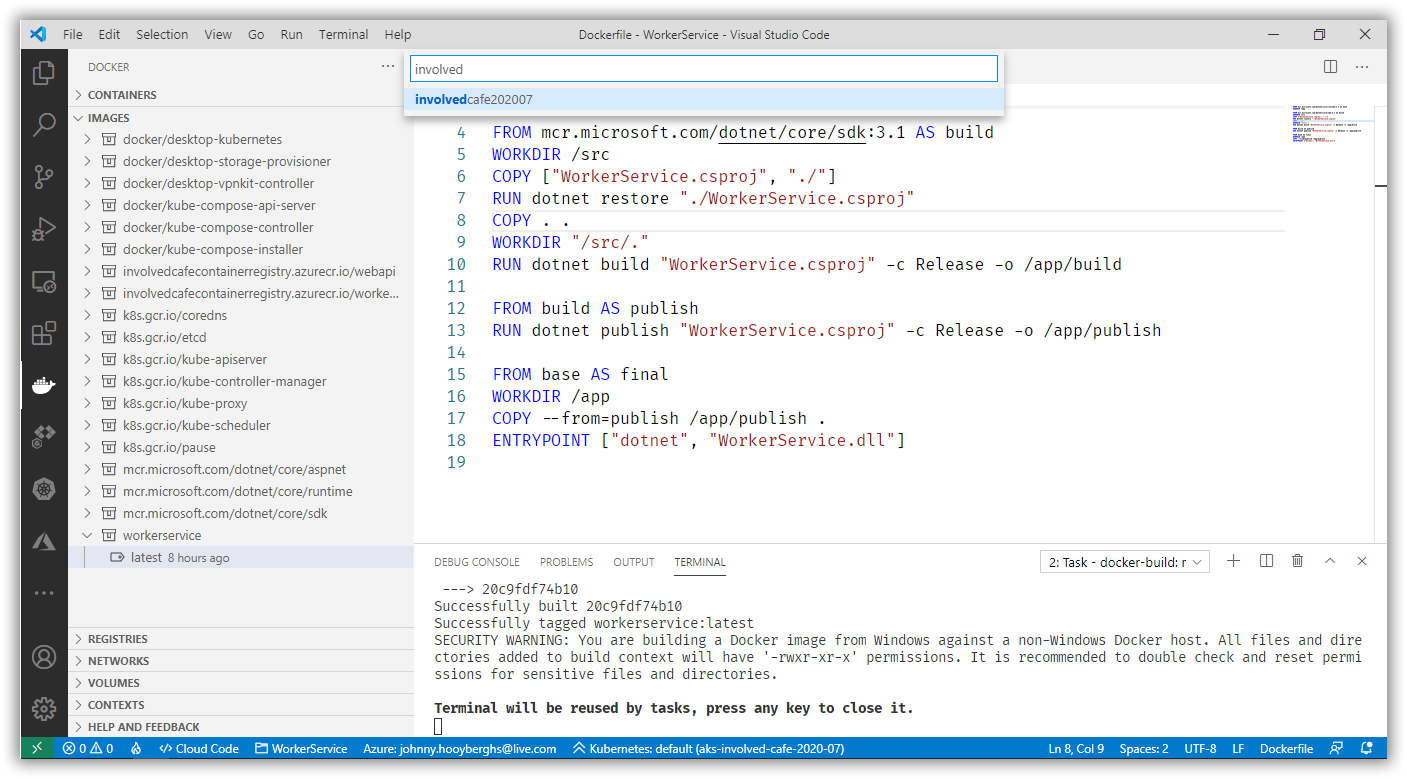 File Edit Selection View Go Run Terminal Help
Dockerfile - WorkerService - Visual Studio Code
DOCKER
CONTAINERS
IMAGES
docker/desktop-kubernetes
docker/desktop-storage-provisioner
docker/desktop-vpnkit-controller
docker/kube-compose-api-server
docker/kube-compose-controller
docker/kube-compose-installer
involvedcafecontainerregistry.azurecr.io/webapi
involvedcafecontainerregistry.azurecr.io/worke...
k8s.gcr.io/coredns
k8s.gcr.io/etcd
k8s.gcr.io/kube-apiserver
k8s.gcr.io/kube-controller-manager
k8s.gcr.io/kube-proxy
k8s.gcr.io/kube-scheduler
k8s.gcr.io/pause
mcr.microsoft.com/dotnet/core/aspnet
mcr.microsoft.com/dotnet/core/runtime
mcr.microsoft.com/dotnet/core/sdk
workerservice
latest 8 hours ago
REGISTRIES
NETWORKS
VOLUMES
CONTEXTS
HELP AND FEEDBACK
involved
involvedcafe202007
4 FROM mcr.microsoft.com/dotnet/core/sdk:3.1 AS build
5 WORKDIR /src
6 COPY ["WorkerService.csproj", "./"]
7 RUN dotnet restore "./WorkerService.csproj"
8 COPY . .
9 WORKDIR "/src/."
10 RUN dotnet build "WorkerService.csproj" -c Release -o /app/build
11
12 FROM build AS publish
13 RUN dotnet publish "WorkerService.csproj" -c Release -o /app/publish
14
15 FROM base AS final
16 WORKDIR /app
17 COPY --from=publish /app/publish .
18 ENTRYPOINT ["dotnet", "WorkerService.dll"]
19
DEBUG CONSOLE PROBLEMS OUTPUT TERMINAL
2: Task - docker-build: r
---> 20c9fdf74b10
Successfully built 20c9fdf74b10
Successfully tagged workerservice:latest
SECURITY WARNING: You are building a Docker image from Windows against a non-Windows Docker host. All files and dire
ctories added to build context will have '-rwxr-xr-x' permissions. It is recommended to double check and reset permi
ssions for sensitive files and directories.
Terminal will be reused by tasks, press any key to close it.
0 0 Cloud Code WorkerService Azure: johnny.hooyberghs@live.com Kubernetes: default (aks-involved-cafe-2020-07) Ln 8, Col 9 Spaces: 2 UTF-8 LF Dockerfile